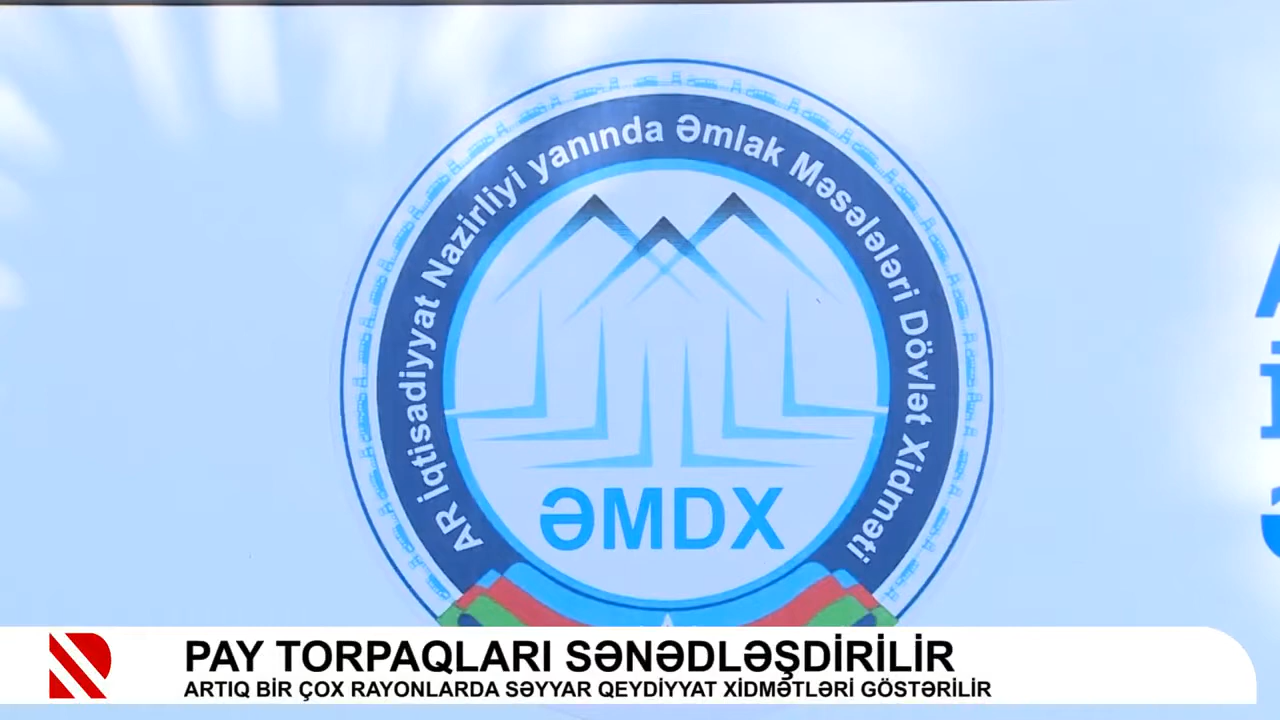 AR İqtisadiyyat Nazirliyi yanında Əmlak Məsələləri Dövlət Xidməti
ƏMDX
PAY TORPAQLARI SƏNƏDLƏŞDİRİLİR
ARTIQ BİR ÇOX RAYONLARDA SƏYYAR QEYDİYYAT XİDMƏTLƏRİ GÖSTƏRİLİR